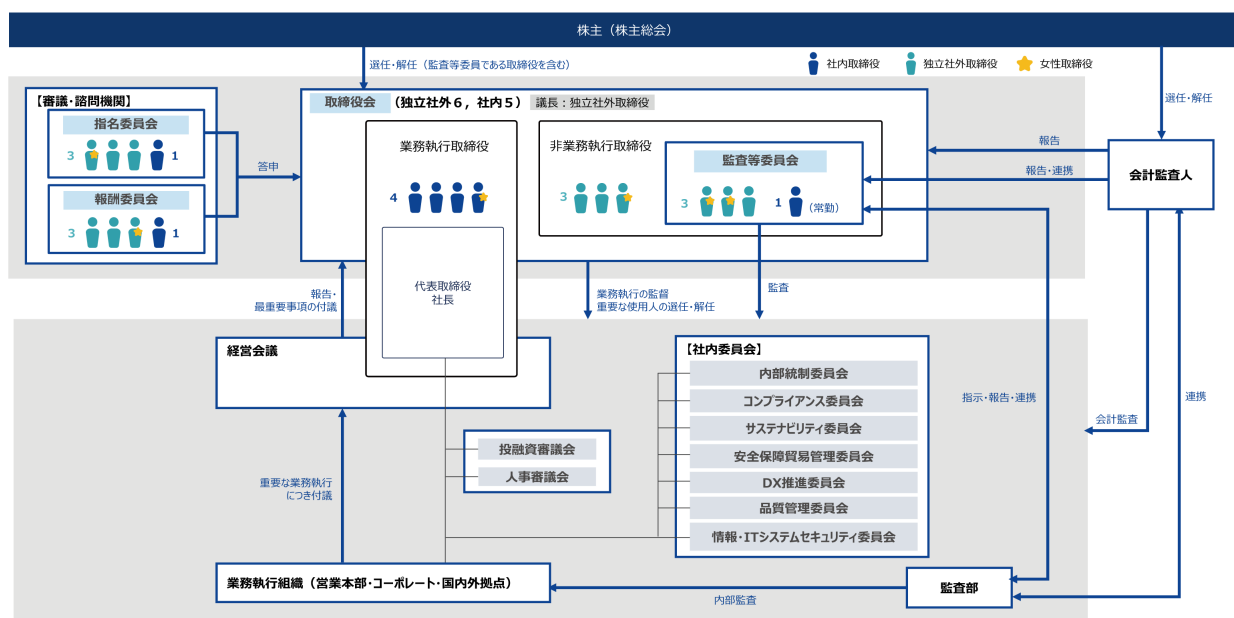 株主（株主総会）
選任・解任（監査等委員である取締役を含む）
社内取締役
独立社外取締役
女性取締役
選任・解任
【審議・諮問機関】
指名委員会
3
1
報酬委員会
3
1
答申
取締役会
（独立社外６，社内５）
議長：独立社外取締役
業務執行取締役
4
代表取締役
社長
非業務執行取締役
3
監査等委員会
3
1
（常勤）
報告
報告・連携
会計監査人
報告・
最重要事項の付議
業務執行の監督
重要な使用人の選任・解任
監査
経営会議
【社内委員会】
内部統制委員会
コンプライアンス委員会
サステナビリティ委員会
安全保障貿易管理委員会
DX推進委員会
品質管理委員会
情報・ITシステムセキュリティ委員会
指示・報告・連携
連携
会計監査
投融資審議会
人事審議会
重要な業務執行
につき付議
業務執行組織（営業本部・コーポレート・国内外拠点）
内部監査
監査部